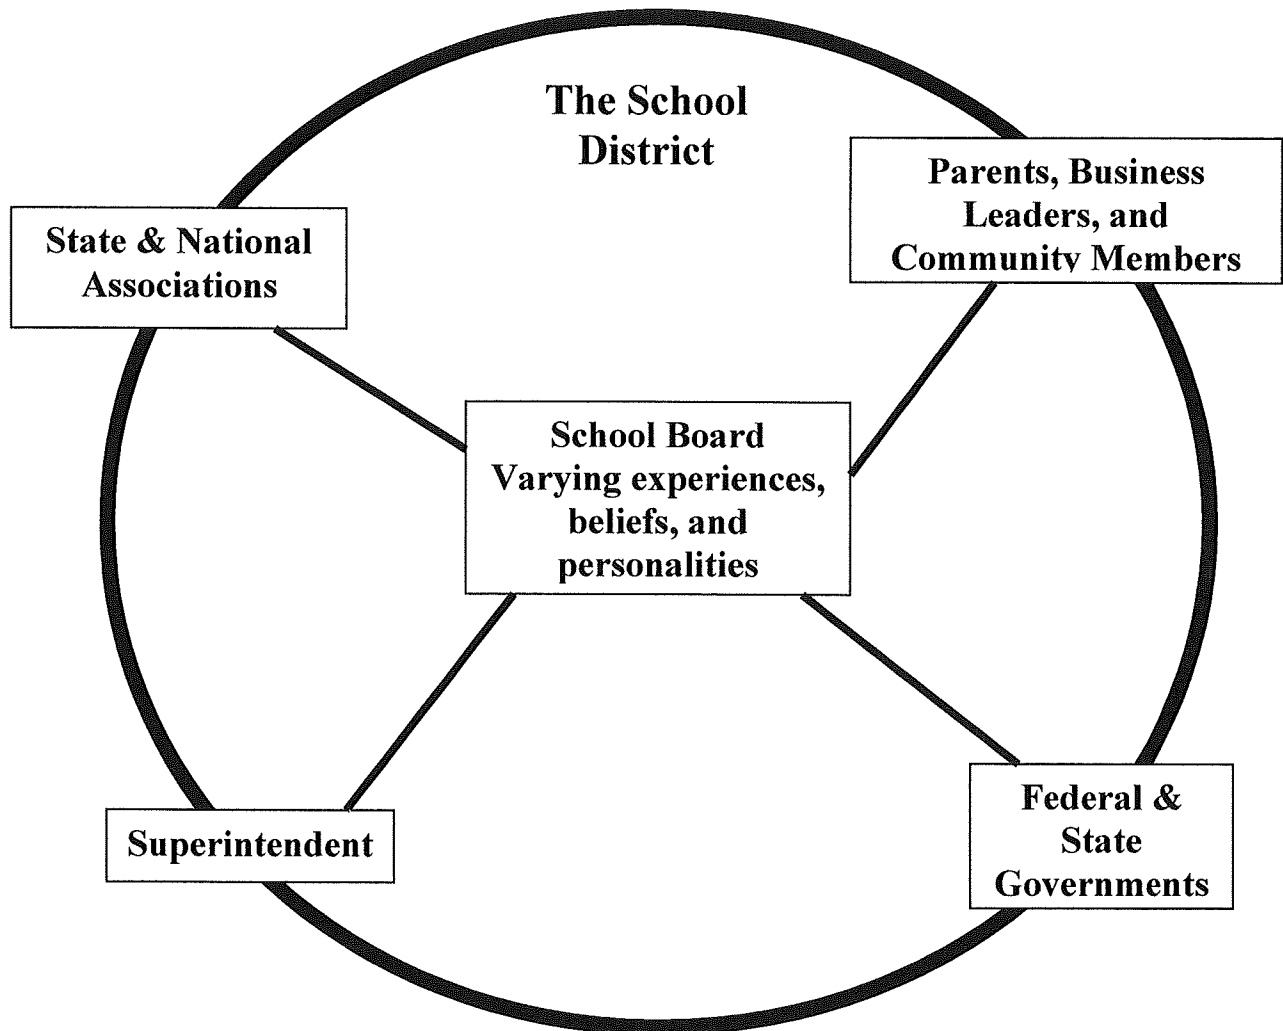 The School
District
Parents, Business
Leaders, and
Community Members
State & National
Associations
School Board
Varying experiences,
beliefs, and
personalities
Federal &
State
Governments
Superintendent